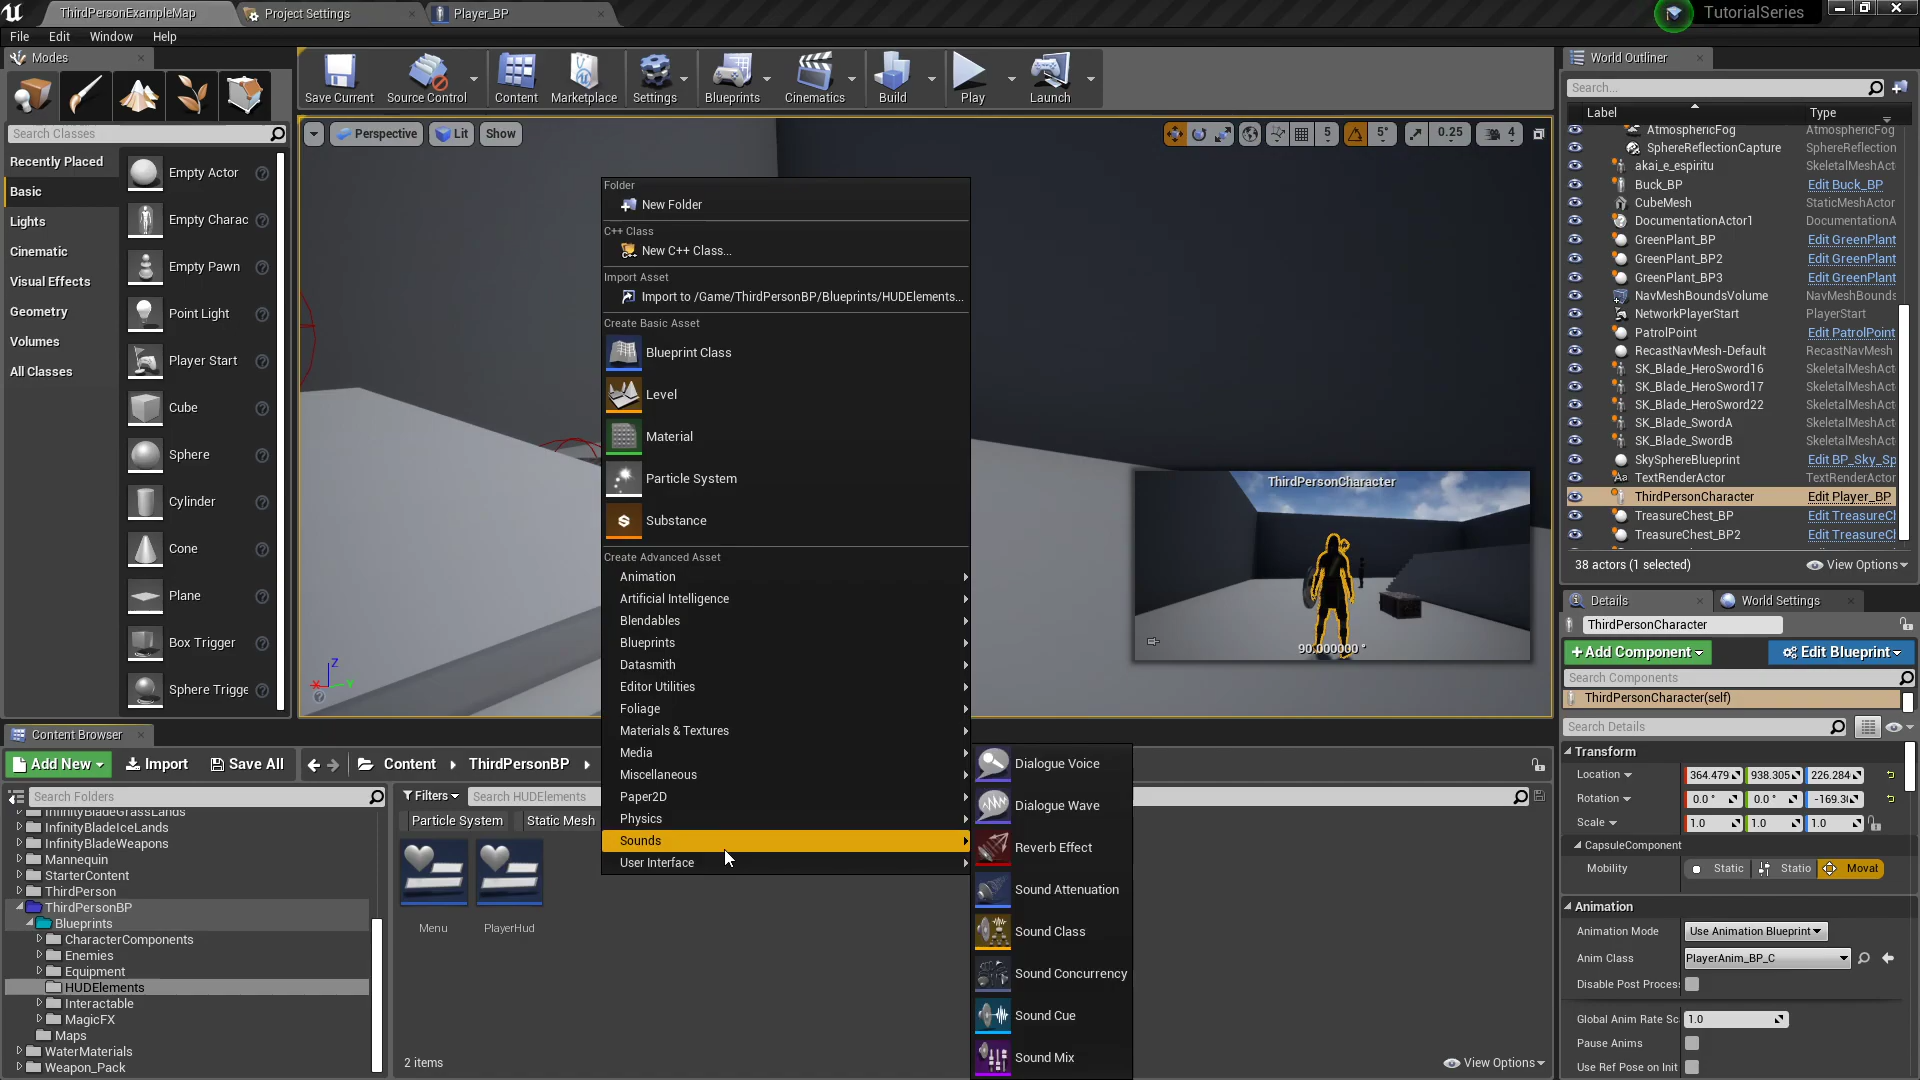 ThirdPersonExampleMap
Project Settings
Player_BP
TutorialSeries
File Edit Window Help
Modes
Search Classes
Recently Placed
Basic
Lights
Cinematic
Visual Effects
Geometry
Volumes
All Classes
Empty Actor
Empty Charac
Empty Pawn
Point Light
Player Start
Cube
Sphere
Cylinder
Cone
Plane
Box Trigger
Sphere Trigge
Save Current
Source Control
Content
Marketplace
Settings
Blueprints
Cinematics
Build
Play
Launch
Perspective
Lit
Show
5
5°
0.25
4
ThirdPersonCharacter
90.000000 °
Z
X
Y
Folder
New Folder
C++ Class
New C++ Class...
Import Asset
Import to /Game/ThirdPersonBP/Blueprints/HUDElements...
Create Basic Asset
Blueprint Class
Level
Material
Particle System
Substance
Create Advanced Asset
Animation
Artificial Intelligence
Blendables
Blueprints
Datasmith
Editor Utilities
Foliage
Materials & Textures
Media
Miscellaneous
Paper2D
Physics
Sounds
User Interface
Dialogue Voice
Dialogue Wave
Reverb Effect
Sound Attenuation
Sound Class
Sound Concurrency
Sound Cue
Sound Mix
World Outliner
Search...
Label Type
AtmosphericFog AtmosphericFog
SphereReflectionCapture SphereReflection
akai_e_espiritu SkeletalMeshAct
Buck_BP Edit Buck_BP
CubeMesh StaticMeshActor
DocumentationActor1 DocumentationA
GreenPlant_BP Edit GreenPlant
GreenPlant_BP2 Edit GreenPlant
GreenPlant_BP3 Edit GreenPlant
NavMeshBoundsVolume NavMeshBounds
NetworkPlayerStart PlayerStart
PatrolPoint Edit PatrolPoint
RecastNavMesh-Default RecastNavMesh
SK_Blade_HeroSword16 SkeletalMeshAct
SK_Blade_HeroSword17 SkeletalMeshAct
SK_Blade_HeroSword22 SkeletalMeshAct
SK_Blade_SwordA SkeletalMeshAct
SK_Blade_SwordB SkeletalMeshAct
SkySphereBlueprint Edit BP_Sky_Sp
TextRenderActor TextRenderActor
ThirdPersonCharacter Edit Player_BP
TreasureChest_BP Edit TreasureCl
TreasureChest_BP2 Edit TreasureCl
38 actors (1 selected)
View Options
Details
World Settings
ThirdPersonCharacter
+Add Component
Edit Blueprint
Search Components
ThirdPersonCharacter(self)
Search Details
Transform
Location 364.479 938.305 226.284
Rotation 0.0 ° 0.0 ° -169.3
Scale 1.0 1.0 1.0
CapsuleComponent
Mobility Static Statio Moval
Animation
Animation Mode Use Animation Blueprint
Anim Class PlayerAnim_BP_C
Disable Post Proces
Global Anim Rate Sc 1.0
Pause Anims
Use Ref Pose on Init
Content Browser
Add New
Import
Save All
Content
ThirdPersonBP
Search Folders
InfinityBladeGrassLands
InfinityBladeIceLands
InfinityBladeWeapons
Mannequin
StarterContent
ThirdPerson
ThirdPersonBP
Blueprints
CharacterComponents
Enemies
Equipment
HUDElements
Interactable
MagicFX
Maps
WaterMaterials
Weapon_Pack
Filters
Search HUDElements
Particle System
Static Mesh
Menu
PlayerHud
2 items
View Options